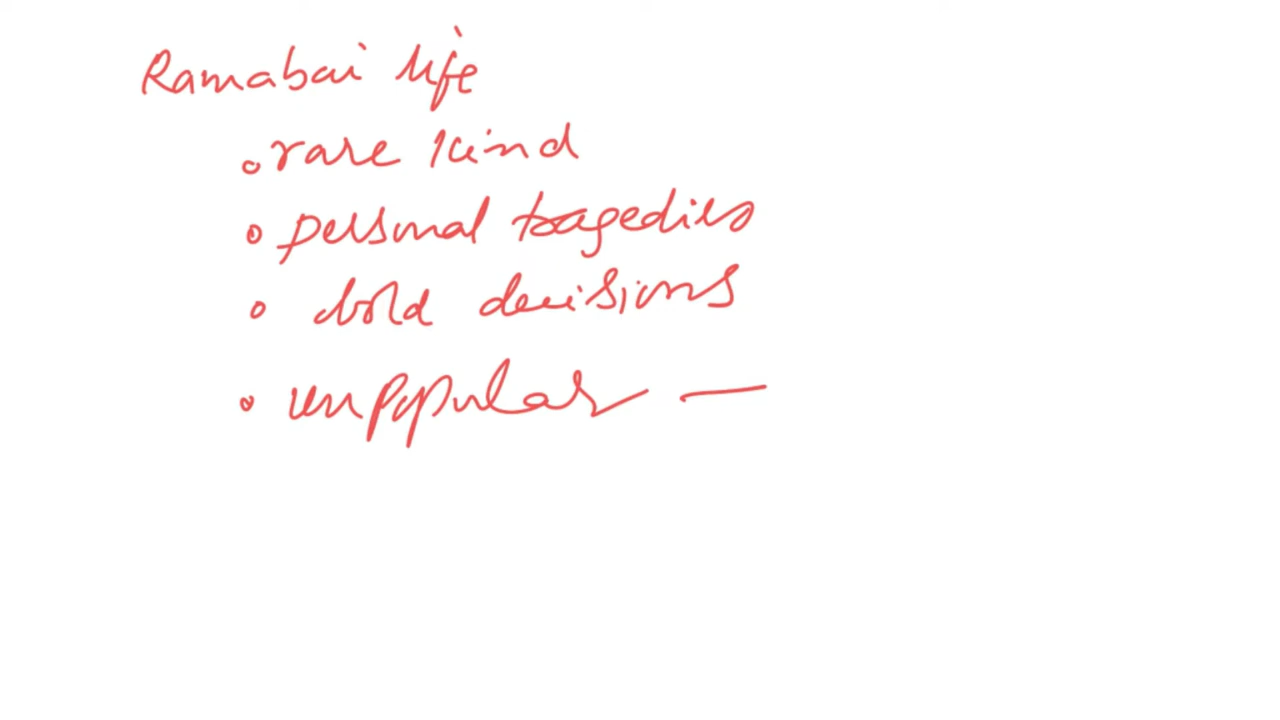 Ramabai life
• rare kind
• personal tragedies
• bold decisions
• unpopular —